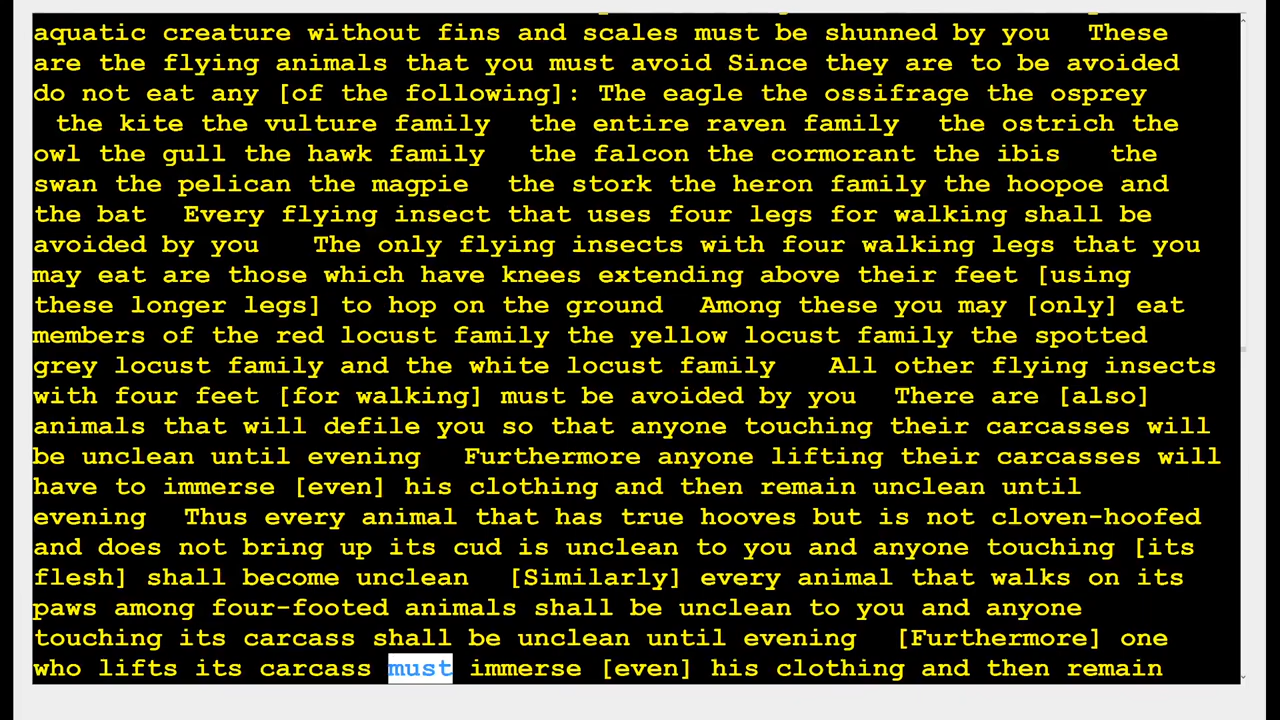 aquatic creature without fins and scales must be shunned by you These
are the flying animals that you must avoid Since they are to be avoided
do not eat any [of the following]: The eagle the ossifrage the osprey
the kite the vulture family the entire raven family the ostrich the
owl the gull the hawk family the falcon the cormorant the ibis the
swan the pelican the magpie the stork the heron family the hoopoe and
the bat Every flying insect that uses four legs for walking shall be
avoided by you The only flying insects with four walking legs that you
may eat are those which have knees extending above their feet [using
these longer legs] to hop on the ground Among these you may [only] eat
members of the red locust family the yellow locust family the spotted
grey locust family and the white locust family All other flying insects
with four feet [for walking] must be avoided by you There are [also]
animals that will defile you so that anyone touching their carcasses will
be unclean until evening Furthermore anyone lifting their carcasses will
have to immerse [even] his clothing and then remain unclean until
evening Thus every animal that has true hooves but is not cloven-hoofed
and does not bring up its cud is unclean to you and anyone touching [its
flesh] shall become unclean [Similarly] every animal that walks on its
paws among four-footed animals shall be unclean to you and anyone
touching its carcass shall be unclean until evening [Furthermore] one
who lifts its carcass must immerse [even] his clothing and then remain